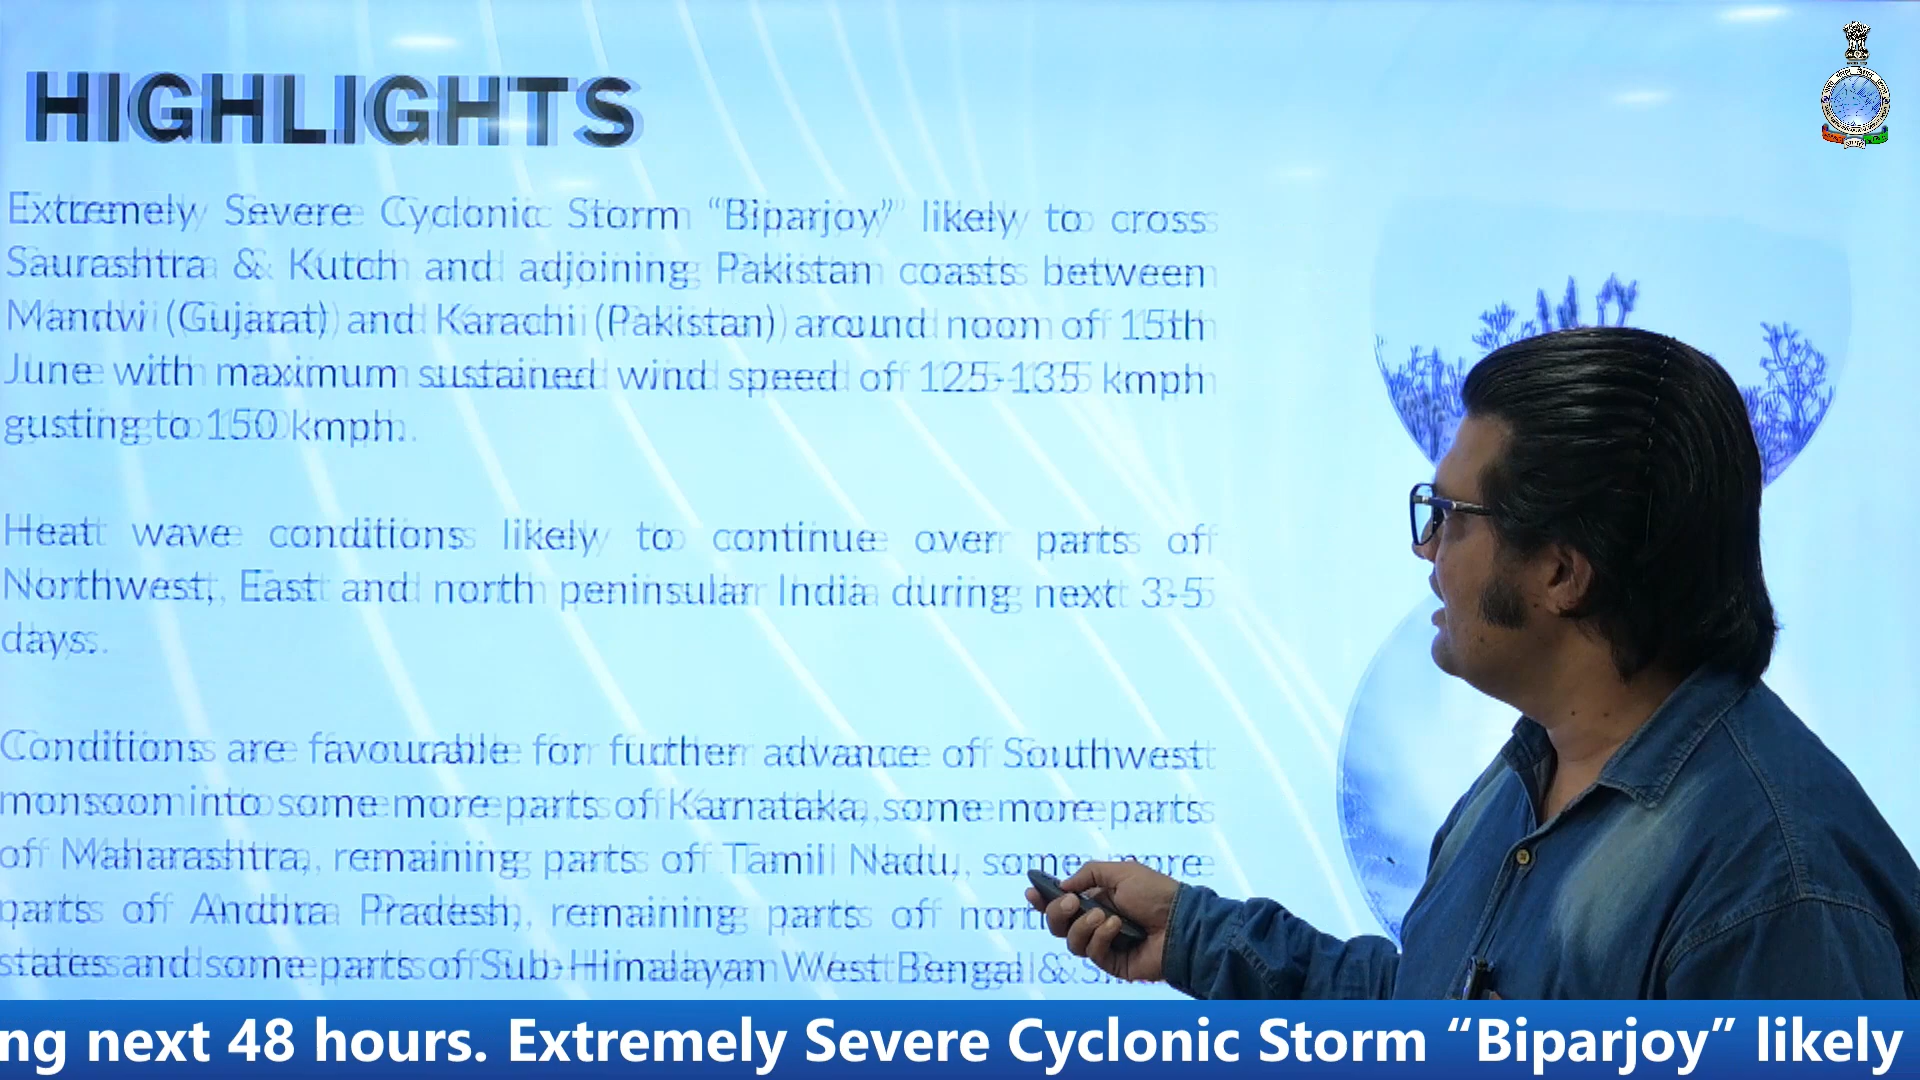 HIGHLIGHTS
Extremely Severe Cyclonic Storm “Biparjoy” likely to cross
Saurashtra & Kutch and adjoining Pakistan coasts between
Mandvi (Gujarat) and Karachi (Pakistan) around noon of 15th
June with maximum sustained wind speed of 125-135 kmph
gusting to 150 kmph.
Heat wave conditions likely to continue over parts of
Northwest, East and north peninsular India during next 3-5
days.
Conditions are favourable for further advance of Southwest
monsoon into some more parts of Karnataka, some more parts
of Maharashtra, remaining parts of Tamil Nadu, some more
parts of Andhra Pradesh, remaining parts of
states and some parts of Sub-Himalayan West Bengal &
next 48 hours. Extremely Severe Cyclonic Storm “Biparjoy” likely